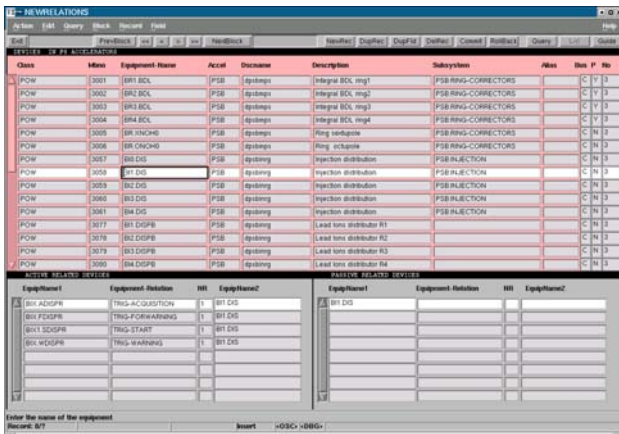 NEWRELATIONS
Action Edit Query Block Record Field Help
Exit PrevBlock << < > >> NextBlock NewRec DupRec DupFld DelRec Commit RollBack Query List Guide
DEVICES IN PS ACCELERATORS
Class Mbno Equipment-Name Accel Dscname Description Subsystem Alias Bus P No
POW 3001 BR1.BDL PSB dpsbmps Integral BDL ring1 PSB.RING-CORRECTORS C Y 3
POW 3002 BR2.BDL PSB dpsbmps Integral BDL ring2 PSB.RING-CORRECTORS C Y 3
POW 3003 BR3.BDL PSB dpsbmps Integral BDL ring3 PSB.RING-CORRECTORS C Y 3
POW 3004 BR4.BDL PSB dpsbmps Integral BDL ring4 PSB.RING-CORRECTORS C Y 3
POW 3005 BR.XNOH0 PSB dpsbmps Ring sextupole PSB.RING-CORRECTORS C N 3
POW 3006 BR.ONOH0 PSB dpsbmps Ring octupole PSB.RING-CORRECTORS C N 3
POW 3057 BI0.DIS PSB dpsbinrg Injection distribution PSB.INJECTION C N 3
POW 3058 BI1.DIS PSB dpsbinrg Injection distribution PSB.INJECTION C N 3
POW BI2.DIS PSB dpsbinrg Injection distribution PSB.INJECTION C N 3
POW 3060 BI3.DIS PSB dpsbinrg Injection distribution PSB.INJECTION C N 3
POW 3061 BI4.DIS PSB dpsbinrg Injection distribution PSB.INJECTION C N 3
POW 3077 BI1.DISPB PSB dpsbinrg Lead Ions distributor R1 C N 3
POW 3078 BI2.DISPB PSB dpsbinrg Lead Ions distributor R2 C N 3
POW 3079 BI3.DISPB PSB dpsbinrg Lead Ions distributor R3 C N 3
POW 3080 BI4.DISPB PSB dpsbinrg Lead Ions distributor R4 C N 3
ACTIVE RELATED DEVICES PASSIVE RELATED DEVICES
EquipName1 Equipment-Relation NR EquipName2 EquipName1 Equipment-Relation NR EquipName2
BIX.ADISPR TRIG-ACQUISITION 1 BI1.DIS BI1.DIS
BIX.FDISPR TRIG-FORWARNING 1 BI1.DIS
BIX1.SDISPR TRIG-START 1 BI1.DIS
BIX.WDISPR TRIG-WARNING 1 BI1.DIS
Enter the name of the equipment
Record: 8/? Insert <OSC> <DBG>